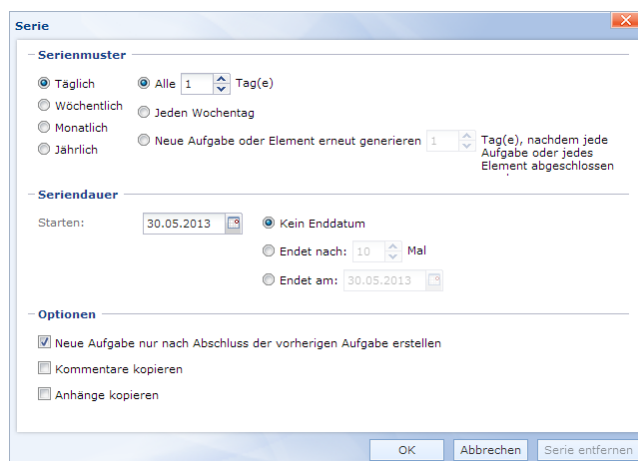 Serie
Serienmuster
Täglich
Alle 1 Tag(e)
Wöchentlich
Jeden Wochentag
Monatlich
Jährlich
Neue Aufgabe oder Element erneut generieren 1 Tag(e), nachdem jede
Aufgabe oder jedes
Element abgeschlossen
Seriendauer
Starten: 30.05.2013
Kein Enddatum
Endet nach: 10 Mal
Endet am: 30.05.2013
Optionen
Neue Aufgabe nur nach Abschluss der vorherigen Aufgabe erstellen
Kommentare kopieren
Anhänge kopieren
OK Abbrechen Serie entfernen